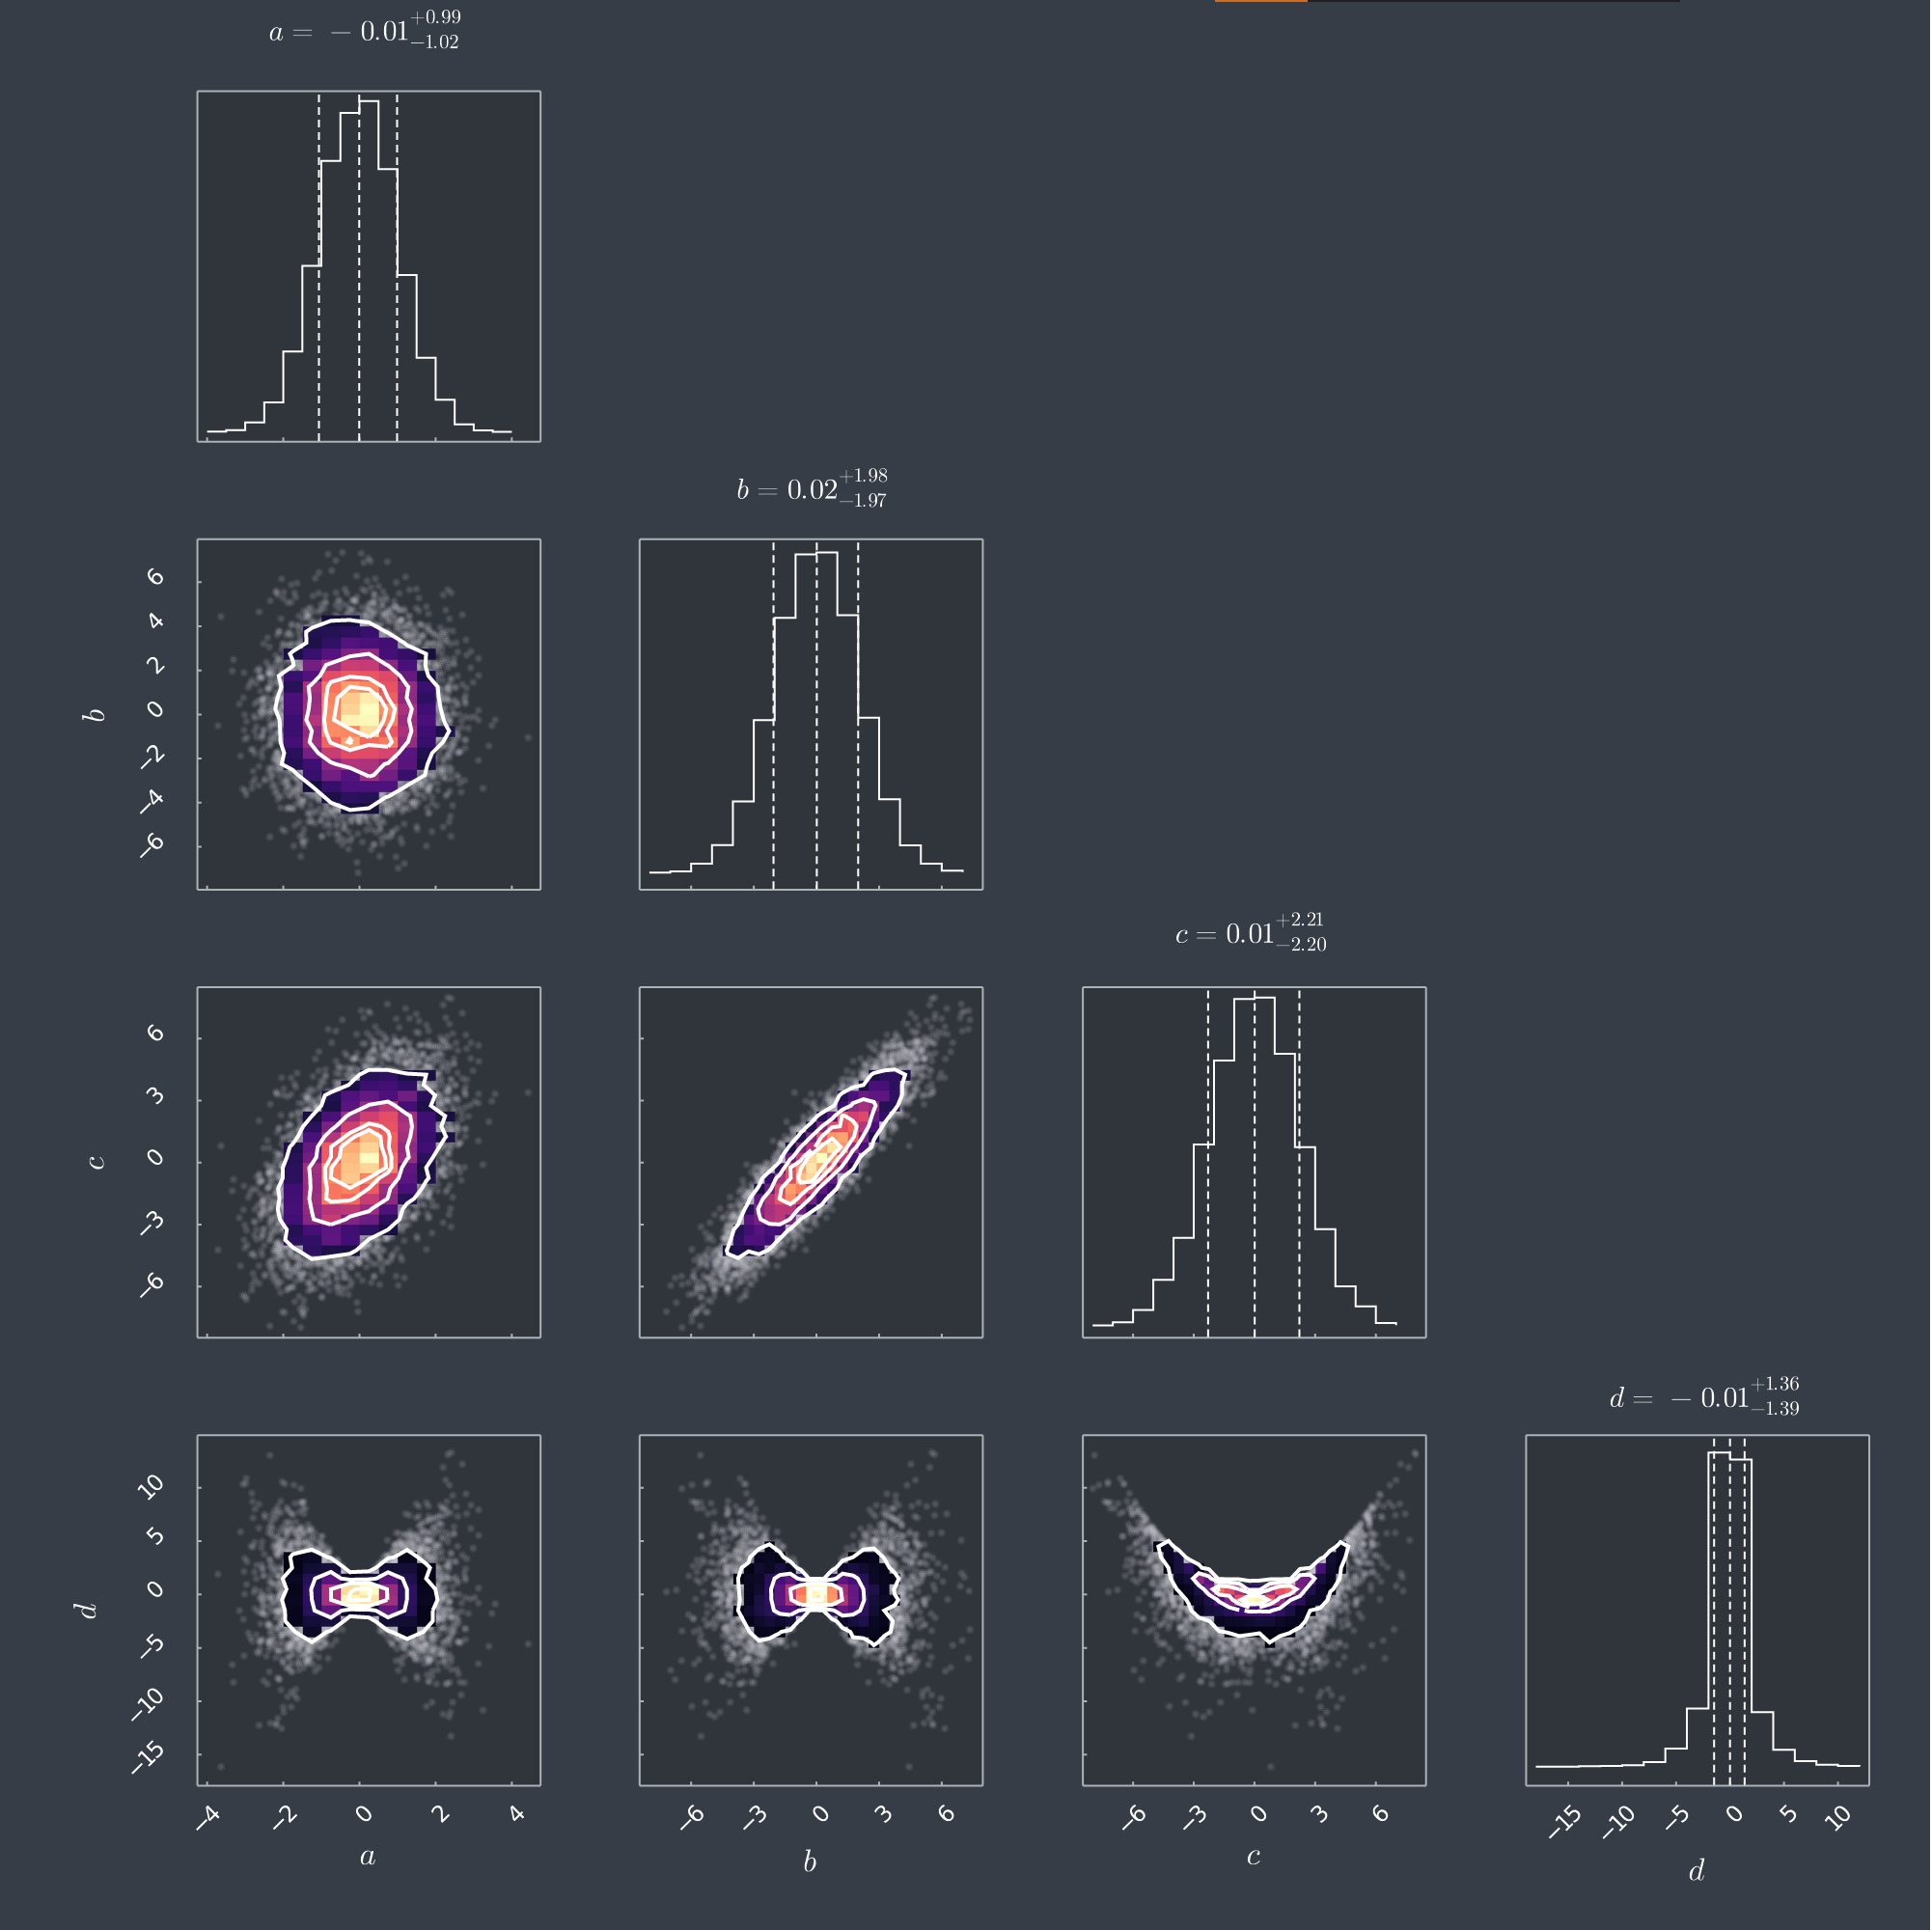 a = −0.01 +0.99 −1.02
b = 0.02 +1.98 −1.97
6
4
2
0
−2
−4
−6
b
c = 0.01 +2.21 −2.20
6
3
0
−3
−6
c
d = −0.01 +1.36 −1.39
10
5
0
−5
−10
−15
d
−4 −2 0 2 4
−6 −3 0 3 6
−6 −3 0 3 6
−15 −10 −5 0 5 10
a
b
c
d